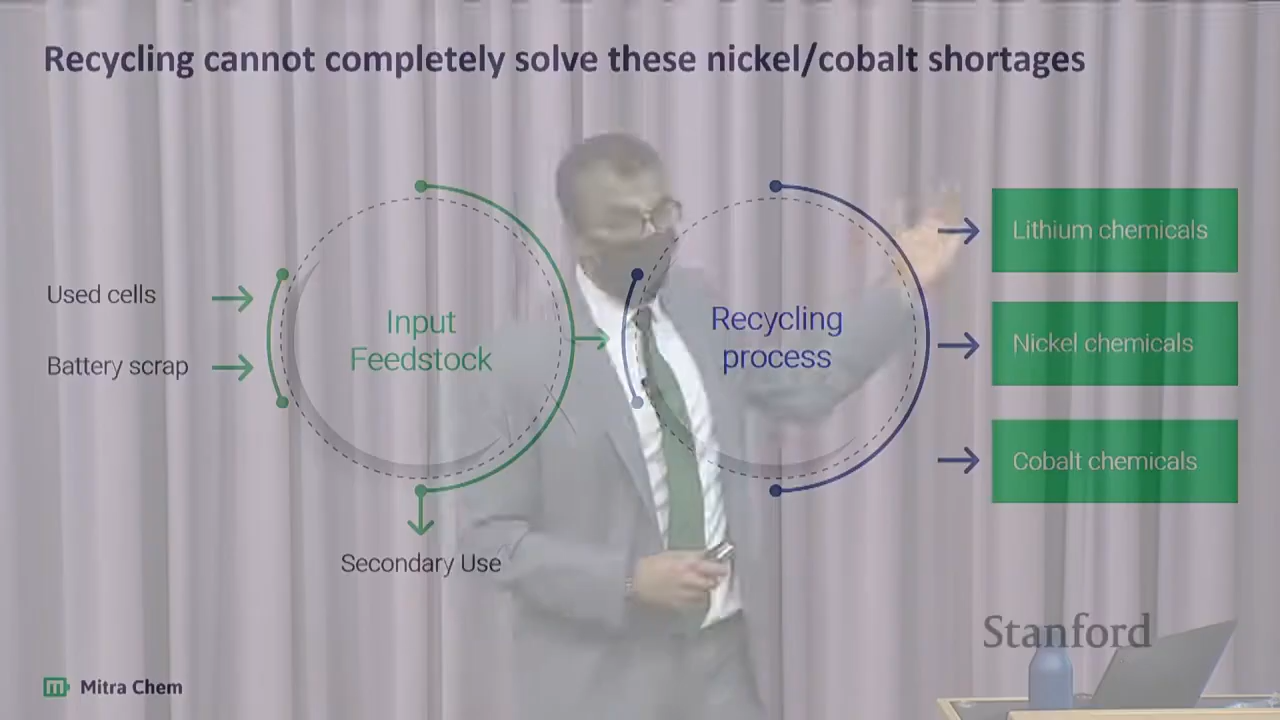 Recycling cannot completely solve these nickel/cobalt shortages
Used cells
Battery scrap
Input
Feedstock
Secondary Use
Recycling
process
Lithium chemicals
Nickel chemicals
Cobalt chemicals
Stanford
Mitra Chem